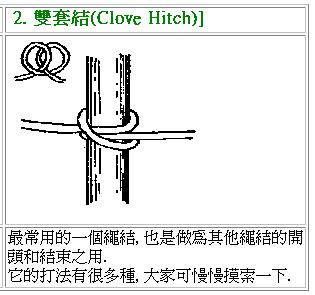 2. 雙套結(Clove Hitch)]
最常用的一個繩結, 也是做爲其他繩結的開
頭和結束之用.
它的打法有很多種, 大家可慢慢摸索一下.